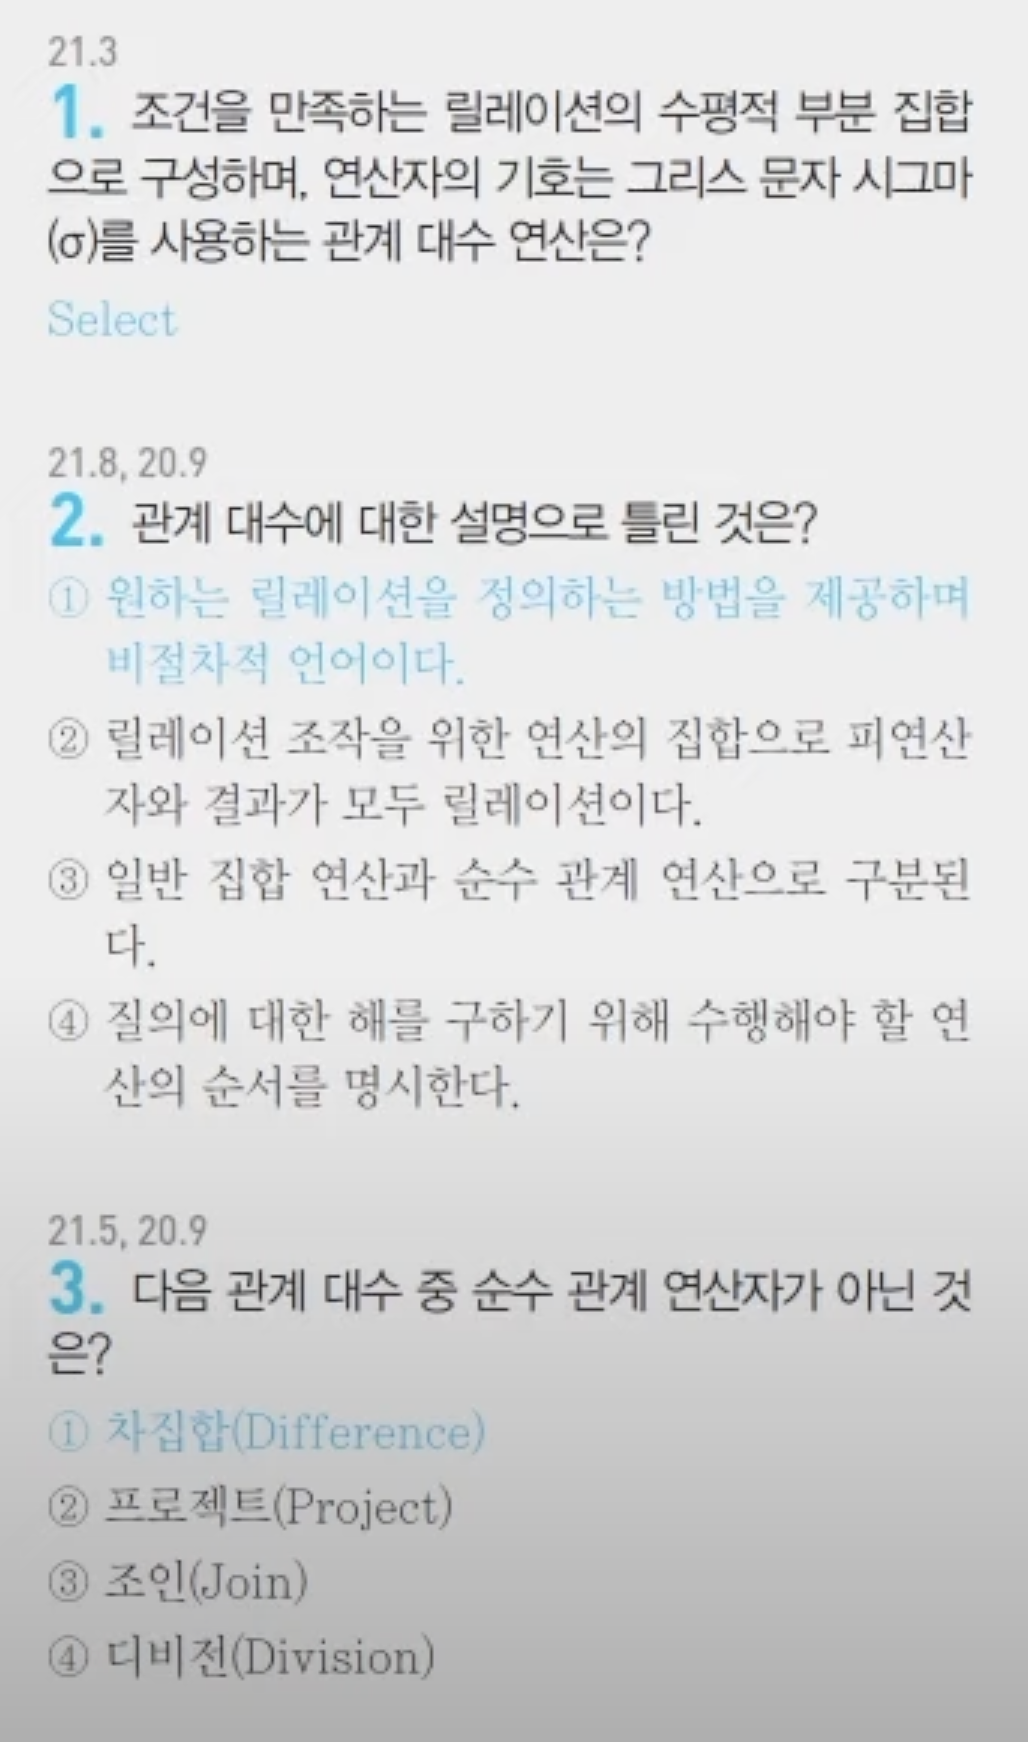 21.3
1. 조건을 만족하는 릴레이션의 수평적 부분 집합
으로 구성하며, 연산자의 기호는 그리스 문자 시그마
(σ)를 사용하는 관계 대수 연산은?
Select
21.8, 20.9
2. 관계 대수에 대한 설명으로 틀린 것은?
① 원하는 릴레이션을 정의하는 방법을 제공하며
비절차적 언어이다.
② 릴레이션 조작을 위한 연산의 집합으로 피연산
자와 결과가 모두 릴레이션이다.
③ 일반 집합 연산과 순수 관계 연산으로 구분된
다.
④ 질의에 대한 해를 구하기 위해 수행해야 할 연
산의 순서를 명시한다.
21.5, 20.9
3. 다음 관계 대수 중 순수 관계 연산자가 아닌 것
은?
① 차집합(Difference)
② 프로젝트(Project)
③ 조인(Join)
④ 디비전(Division)